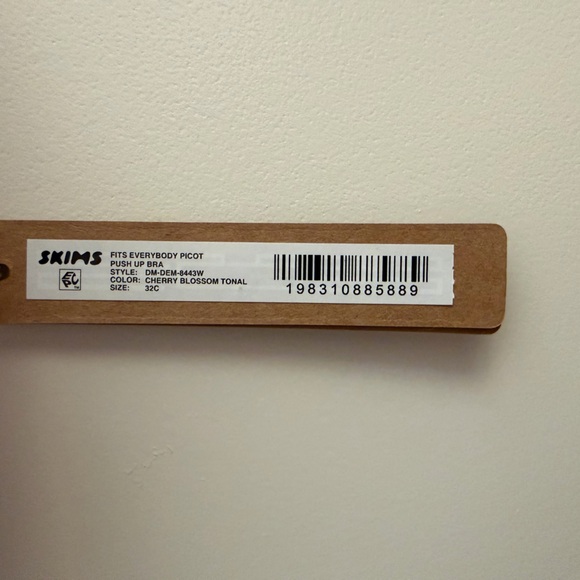 SKIMS
FITS EVERYBODY PICOT
PUSH UP BRA
STYLE: DM-DEM-8443W
COLOR: CHERRY BLOSSOM TONAL
SIZE: 32C
198310885889